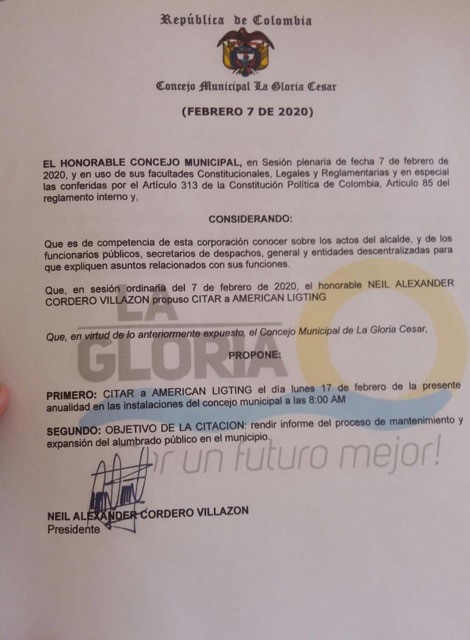 República de Colombia
Concejo Municipal La Gloria Cesar
(FEBRERO 7 DE 2020)
EL HONORABLE CONCEJO MUNICIPAL, en Sesión plenaria de fecha 7 de febrero de
2020, y en uso de sus facultades Constitucionales, Legales y Reglamentarias y en especial
las conferidas por el Articulo 313 de la Constitución Política de Colombia, Articulo 85 del
reglamento interno y,
CONSIDERANDO:
Que es de competencia de esta corporación conocer sobre los actos del alcalde, y de los
funcionarios públicos, secretarios de despachos, general y entidades descentralizadas para
que expliquen asuntos relacionados con sus funciones.
Que, en sesión ordinaria del 7 de febrero de 2020, el honorable NEIL ALEXANDER
CORDERO VILLAZON propuso CITAR a AMERICAN LIGTING
LA
GLORIA
Que, en virtud de lo anteriormente expuesto, el Concejo Municipal de La Gloria Cesar,
PROPONE:
PRIMERO: CITAR a AMERICAN LIGTING el día lunes 17 de febrero de la presente
anualidad en las instalaciones del concejo municipal a las 8:00 AM
SEGUNDO: OBJETIVO DE LA CITACION: rendir informe del proceso de mantenimiento y
expansión del alumbrado público en el municipio.
un futuro mejor!
NEIL ALEXANDER CORDERO VILLAZON
Presidente